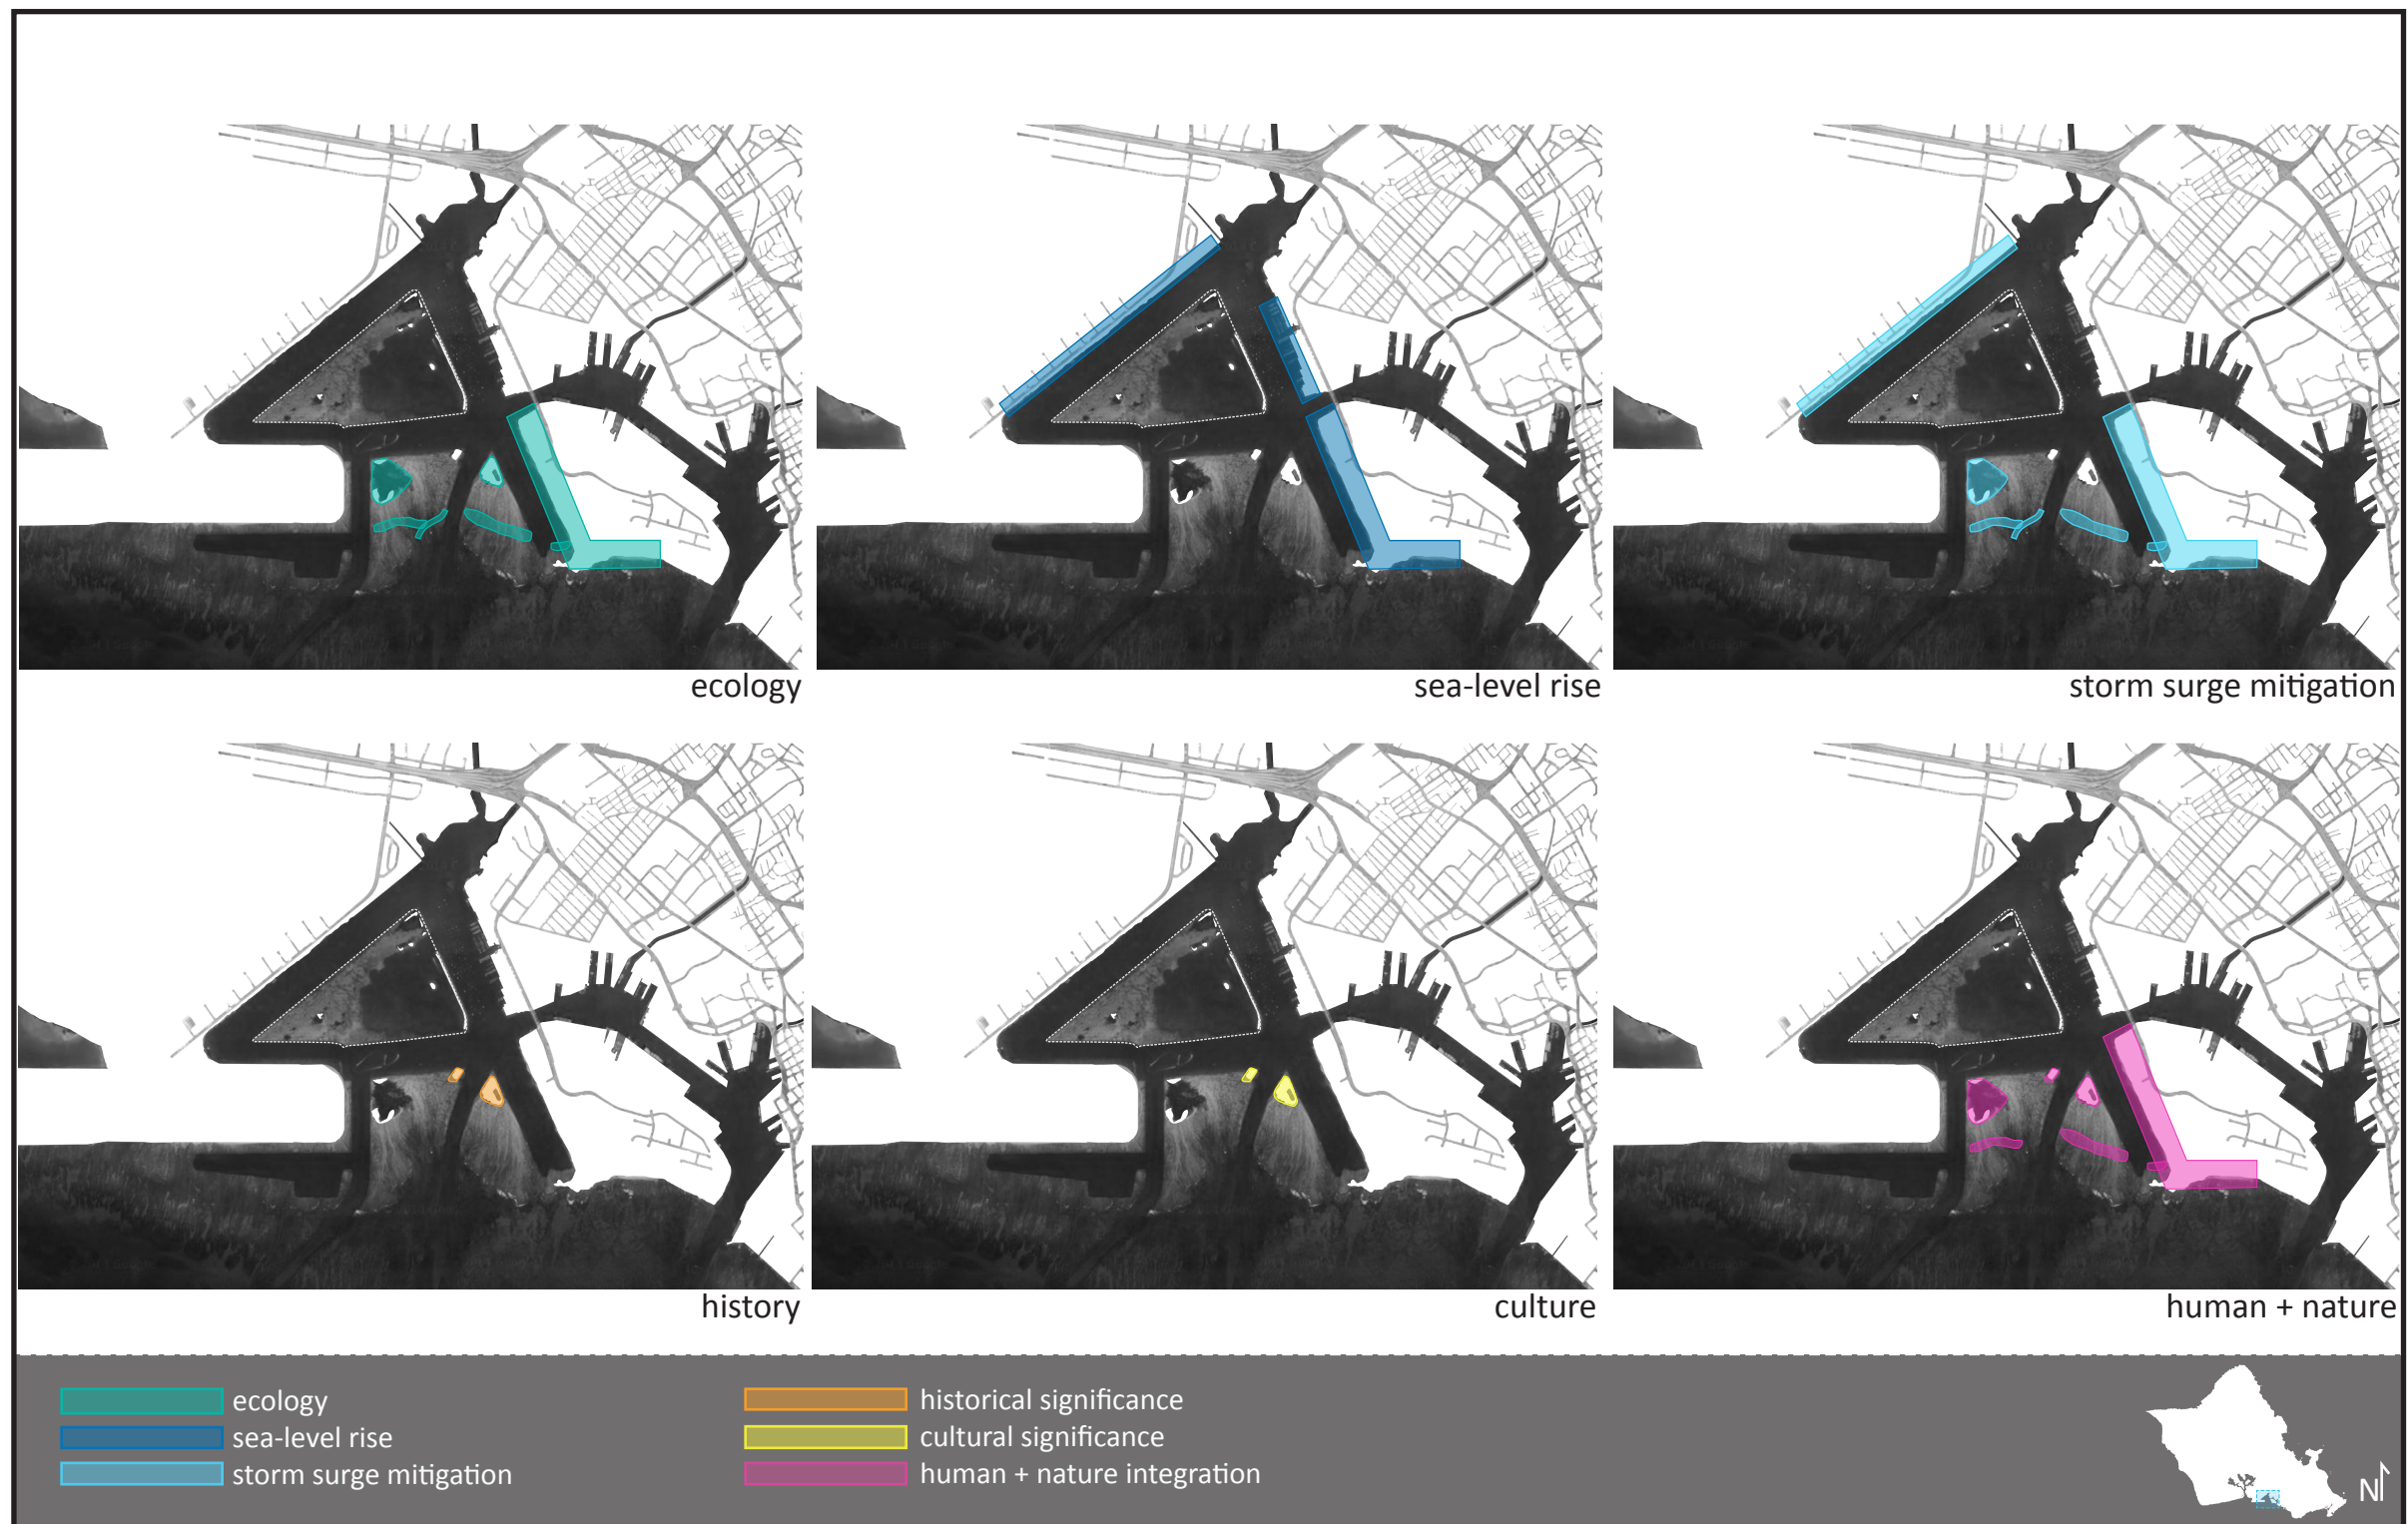 ecology
sea-level rise
storm surge mitigation
history
culture
human + nature
ecology
sea-level rise
storm surge mitigation
historical significance
cultural significance
human + nature integration
N